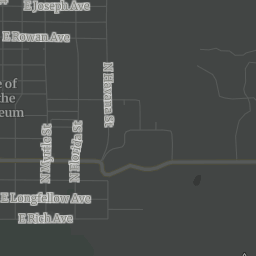 E Joseph Ave
E Rowan Ave
N Havana St
e of
the
eum
N Myrtle St
N Florida St
E Longfellow Ave
E Rich Ave